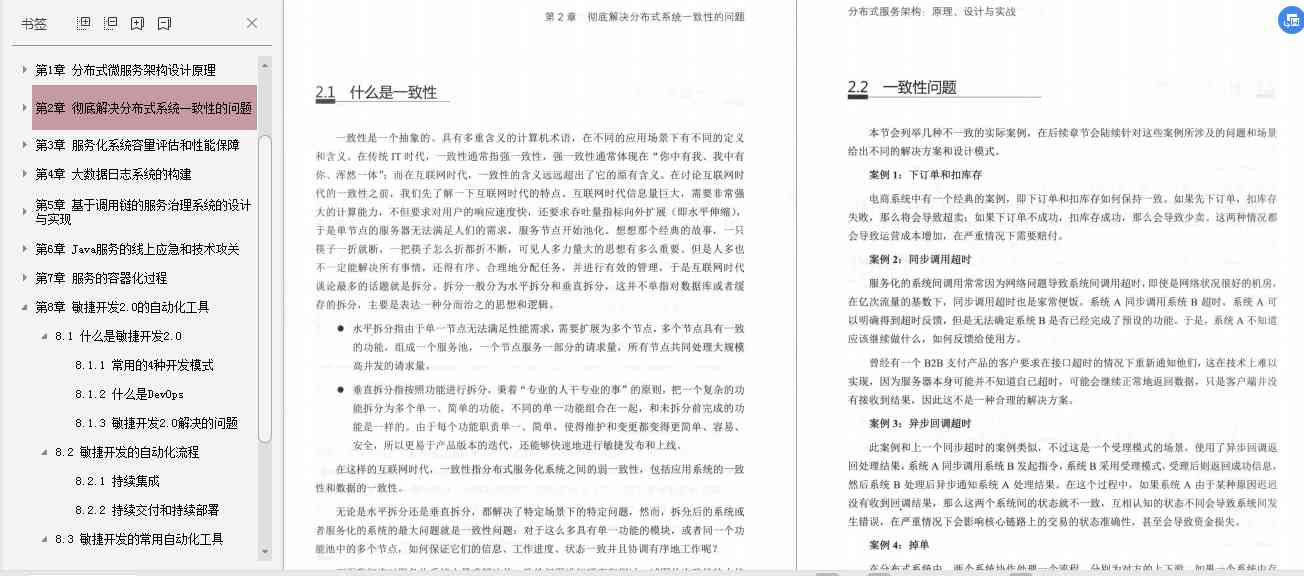 书签
第1章 分布式微服务架构设计原理
第2章 彻底解决分布式系统一致性的问题
第3章 服务化系统容量评估和性能保障
第4章 大数据日志系统的构建
第5章 基于调用链的服务治理系统的设计
与实现
第6章 Java服务的线上应急和技术攻关
第7章 服务的容器化过程
第8章 敏捷开发2.0的自动化工具
8.1 什么是敏捷开发2.0
8.1.1 常用的4种开发模式
8.1.2 什么是DevOps
8.1.3 敏捷开发2.0解决的问题
8.2 敏捷开发的自动化流程
8.2.1 持续集成
8.2.2 持续交付和持续部署
8.3 敏捷开发的常用自动化工具
第 2 章 彻底解决分布式系统一致性的问题
2.1 什么是一致性
一致性是一个抽象的、具有多重含义的计算机术语，在不同的应用场景下有不同的定义
和含义。在传统 IT 时代，一致性通常指强一致性，强一致性通常体现在“你中有我、我中有
你、浑然一体”；而在互联网时代，一致性的含义远远超出了它的原有含义。在讨论互联网时
代的一致性之前，我们先了解一下互联网时代的特点。互联网时代信息量巨大，需要非常强
大的计算能力，不但要求对用户的响应速度快，还要求吞吐量指标向外扩展（即水平伸缩），
于是单节点的服务器无法满足人们的需求，服务节点开始池化。想想那个经典的故事，一只
筷子一折就断，一把筷子怎么折都折不断，可见人多力量大的思想有多么重要。但是人多也
不一定能解决所有事情，还得有序、合理地分配任务，并进行有效的管理，于是互联网时代
谈论最多的话题就是拆分。拆分一般分为水平拆分和垂直拆分，这并不单指对数据库或者缓
存的拆分，主要是表达一种分而治之的思想和逻辑。
● 水平拆分指由于单一节点无法满足性能需求，需要扩展为多个节点，多个节点具有一致
的功能，组成一个服务池，一个节点服务一部分的请求量，所有节点共同处理大规模
高并发的请求量。
● 垂直拆分指按照功能进行拆分，秉着“专业的人干专业的事”的原则，把一个复杂的功
能拆分为多个单一、简单的功能，不同的单一功能组合在一起，和未拆分前完成的功
能是一样的。由于每个功能职责单一、简单，使得维护和变更都变得更简单、容易、
安全，所以更易于产品版本的迭代，还能够快速地进行敏捷发布和上线。
在这样的互联网时代，一致性指分布式服务化系统之间的弱一致性，包括应用系统的一致
性和数据的一致性。
无论是水平拆分还是垂直拆分，都解决了特定场景下的特定问题，然而，拆分后的系统或
者服务化的系统的最大问题就是一致性问题：对于这么多具有单一功能的模块，或者同一个功
能池中的多个节点，如何保证它们的信息、工作进度、状态一致并且协调有序地工作呢？
分布式服务架构：原理、设计与实战
2.2 一致性问题
本节会列举几种不一致的实际案例，在后续章节会陆续针对这些案例所涉及的问题和场景
给出不同的解决方案和设计模式。
案例 1：下订单和扣库存
电商系统中有一个经典的案例，即下订单和扣库存如何保持一致。如果先下订单，扣库存
失败，那么将会导致超卖；如果下订单不成功，扣库存成功，那么会导致少卖。这两种情况都
会导致运营成本增加，在严重情况下需要赔付。
案例 2：同步调用超时
服务化的系统间调用常常因为网络问题导致系统间调用超时，即使是网络状况很好的机房，
在亿次流量的基数下，同步调用超时也是家常便饭。系统 A 同步调用系统 B 超时，系统 A 可
以明确得到超时反馈，但是无法确定系统 B 是否已经完成了预设的功能。于是，系统 A 不知道
应该继续做什么，如何反馈给使用方。
曾经有一个 B2B 支付产品的客户要求在接口超时的情况下重新通知他们，这在技术上难以
实现，因为服务器本身可能并不知道自己超时，可能会继续正常地返回数据，只是客户端并没
有接收到结果，因此这不是一种合理的解决方案。
案例 3：异步回调超时
此案例和上一个同步超时的案例类似，不过这是一个受理模式的场景，使用了异步回调返
回处理结果，系统 A 同步调用系统 B 发起指令，系统 B 采用受理模式，受理后则返回成功信息，
然后系统 B 处理后异步通知系统 A 处理结果。在这个过程中，如果系统 A 由于某种原因迟迟
没有收到回调结果，那么这两个系统间的状态就不一致，互相认知的状态不同会导致系统间发
生错误，在严重情况下会影响核心链路上的交易的状态准确性，甚至会导致资金损失。
案例 4：掉单
在分布式系统中，两个系统协作处理一个流程，分别为对方的上下游，如果一个系统中存